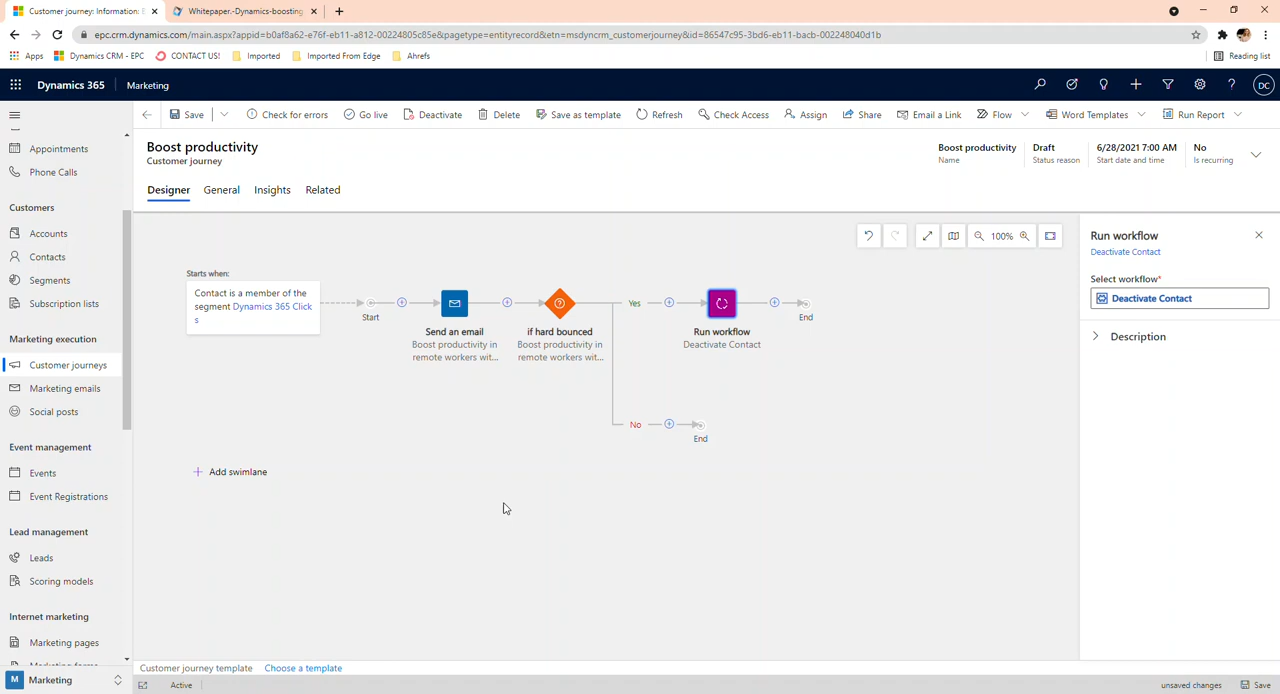 Customer journey: Information: B
Whitepaper.-Dynamics-boosting
epc.crm.dynamics.com/main.aspx?appid=b0af8a62-e76f-eb11-a812-00224805c85e&pagetype=entityrecord&etn=msdyncrm_customerjourney&id=86547c95-3bd6-eb11-bacb-002248040d1b
Apps
Dynamics CRM - EPC
CONTACT US!
Imported
Imported From Edge
Ahrefs
Reading list
Dynamics 365
Marketing
DC
Save
Check for errors
Go live
Deactivate
Delete
Save as template
Refresh
Check Access
Assign
Share
Email a Link
Flow
Word Templates
Run Report
Boost productivity
Customer journey
Boost productivity
Name
Draft
Status reason
6/28/2021 7:00 AM
Start date and time
No
Is recurring
Designer
General
Insights
Related
Appointments
Phone Calls
Customers
Accounts
Contacts
Segments
Subscription lists
Marketing execution
Customer journeys
Marketing emails
Social posts
Event management
Events
Event Registrations
Lead management
Leads
Scoring models
Internet marketing
Marketing pages
Marketing forms
M
Marketing
100%
Starts when:
Contact is a member of the
segment Dynamics 365 Click
s
Start
Send an email
Boost productivity in
remote workers wit...
if hard bounced
Boost productivity in
remote workers wit...
Yes
Run workflow
Deactivate Contact
End
No
End
Add swimlane
Run workflow
Deactivate Contact
Select workflow*
Deactivate Contact
Description
Customer journey template
Choose a template
Active
unsaved changes
Save